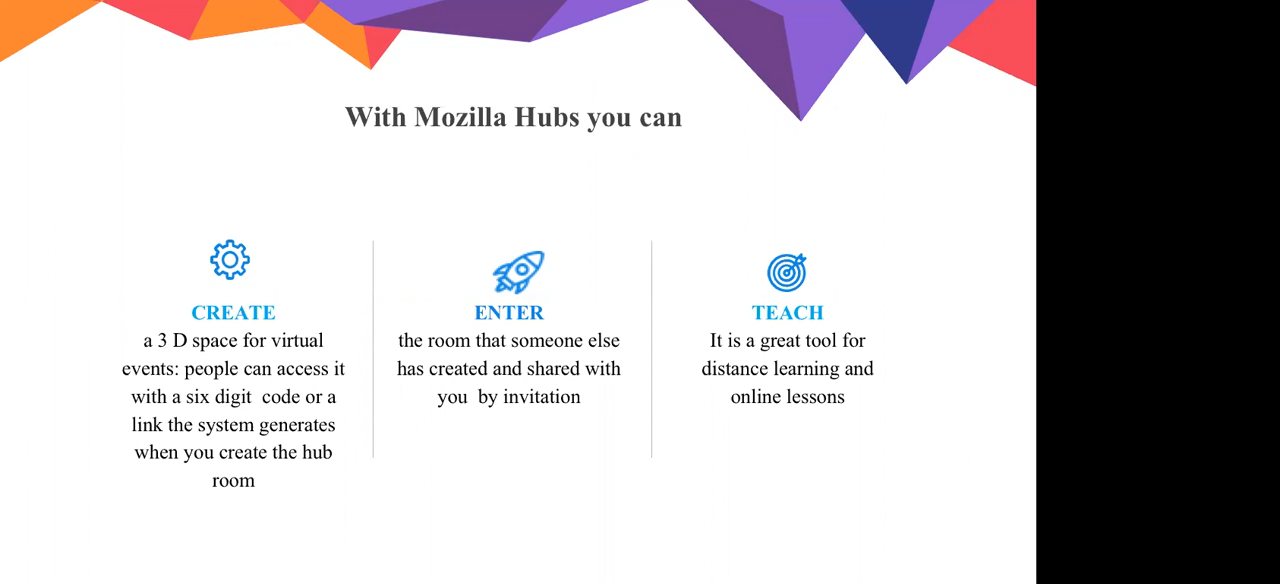 With Mozilla Hubs you can
CREATE
a 3 D space for virtual
events: people can access it
with a six digit  code or a
link the system generates
when you create the hub
room
ENTER
the room that someone else
has created and shared with
you  by invitation
TEACH
It is a great tool for
distance learning and
online lessons